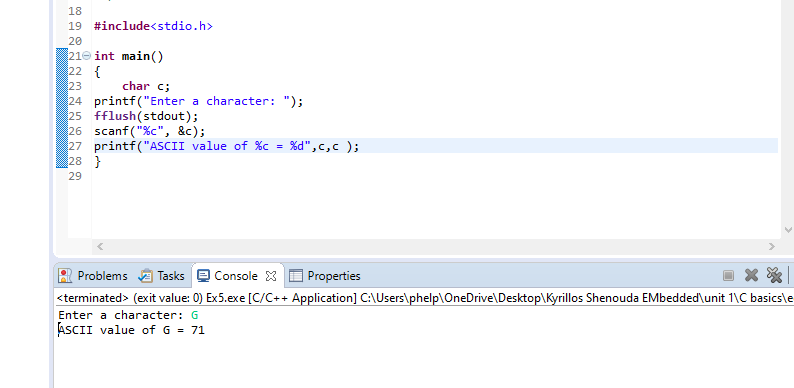 18
19 #include<stdio.h>
20
21 int main()
22 {
23     char c;
24 printf("Enter a character: ");
25 fflush(stdout);
26 scanf("%c", &c);
27 printf("ASCII value of %c = %d",c,c );
28 }
29
Problems Tasks Console Properties
<terminated> (exit value: 0) Ex5.exe [C/C++ Application] C:\Users\phelp\OneDrive\Desktop\Kyrillos Shenouda EMbedded\unit 1\C basics\e
Enter a character: G
ASCII value of G = 71